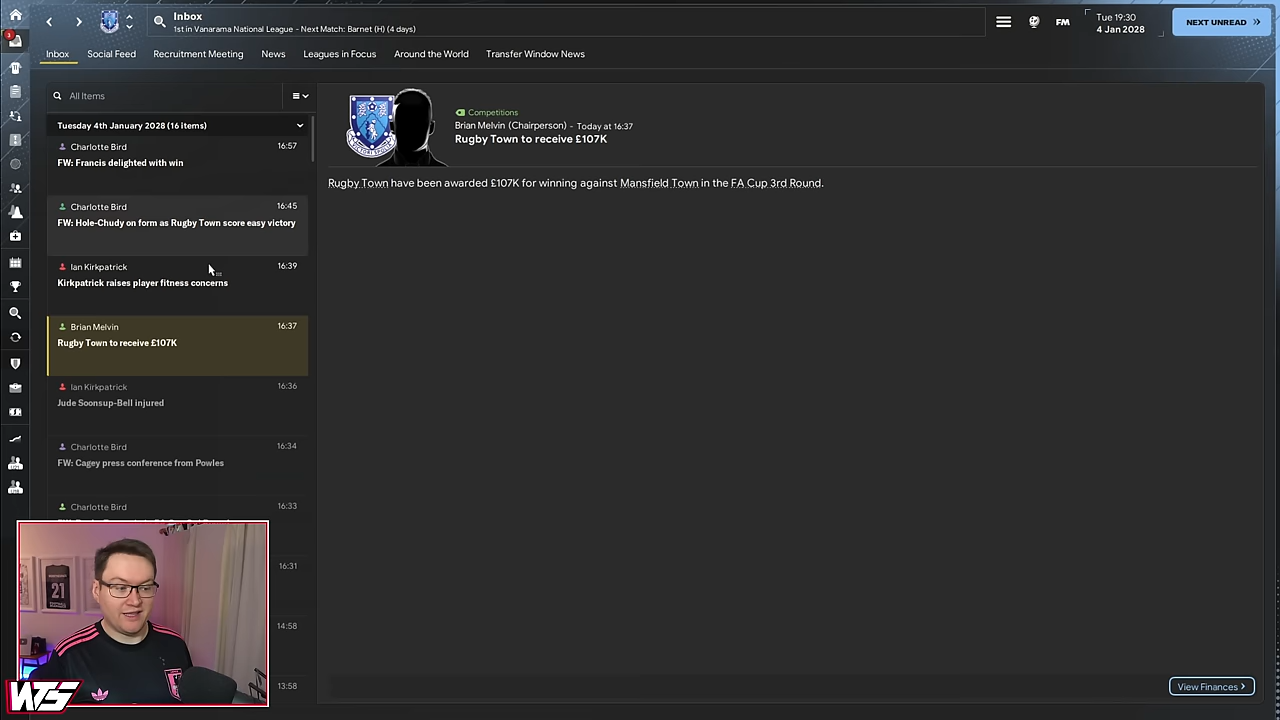 Inbox
1st in Vanarama National League - Next Match: Barnet (H) (4 days)
FM
Tue 19:30
4 Jan 2028
NEXT UNREAD
3
Inbox
Social Feed
Recruitment Meeting
News
Leagues in Focus
Around the World
Transfer Window News
All Items
Tuesday 4th January 2028 (16 items)
Charlotte Bird
16:57
FW: Francis delighted with win
Charlotte Bird
16:45
FW: Hole-Chudy on form as Rugby Town score easy victory
Ian Kirkpatrick
16:39
Kirkpatrick raises player fitness concerns
Brian Melvin
16:37
Rugby Town to receive £107K
Ian Kirkpatrick
16:36
Jude Soonsup-Bell injured
Charlotte Bird
16:34
FW: Cagey press conference from Powles
Charlotte Bird
16:33
16:31
14:58
13:58
Competitions
Brian Melvin (Chairperson) - Today at 16:37
Rugby Town to receive £107K
Rugby Town have been awarded £107K for winning against Mansfield Town in the FA Cup 3rd Round.
View Finances
21
WTS